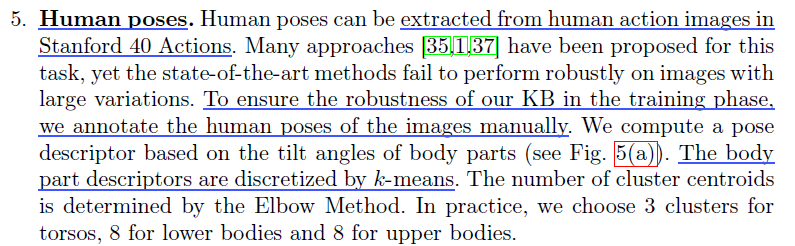 5. Human poses. Human poses can be extracted from human action images in
Stanford 40 Actions. Many approaches [35,1,37] have been proposed for this
task, yet the state-of-the-art methods fail to perform robustly on images with
large variations. To ensure the robustness of our KB in the training phase,
we annotate the human poses of the images manually. We compute a pose
descriptor based on the tilt angles of body parts (see Fig. 5(a)). The body
part descriptors are discretized by k-means. The number of cluster centroids
is determined by the Elbow Method. In practice, we choose 3 clusters for
torsos, 8 for lower bodies and 8 for upper bodies.